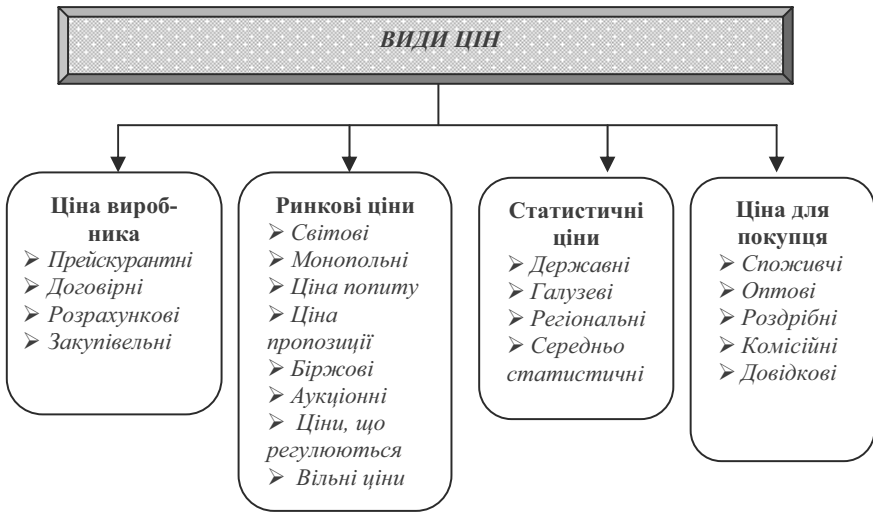 ВИДИ ЦІН
Ціна вироб-
ника
➢ Прейскурантні
➢ Договірні
➢ Розрахункові
➢ Закупівельні
Ринкові ціни
➢ Світові
➢ Монопольні
➢ Ціна попиту
➢ Ціна
пропозиції
➢ Біржові
➢ Аукціонні
➢ Ціни, що
регулюються
➢ Вільні ціни
Статистичні
ціни
➢ Державні
➢ Галузеві
➢ Регіональні
➢ Середньо
статистичні
Ціна для
покупця
➢ Споживчі
➢ Оптові
➢ Роздрібні
➢ Комісійні
➢ Довідкові